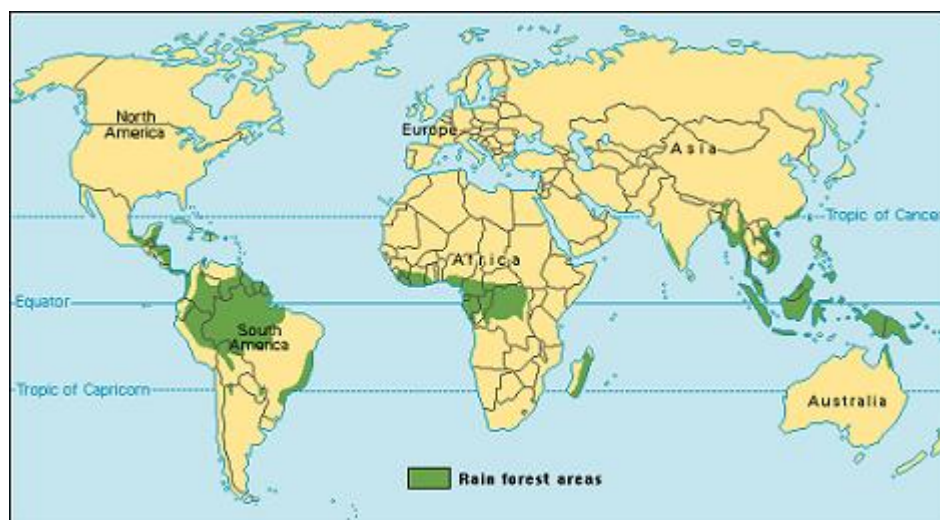 North
America
Europe
Asia
Tropic of Cancer
Africa
Equator
South
America
Tropic of Capricorn
Australia
Rain forest areas